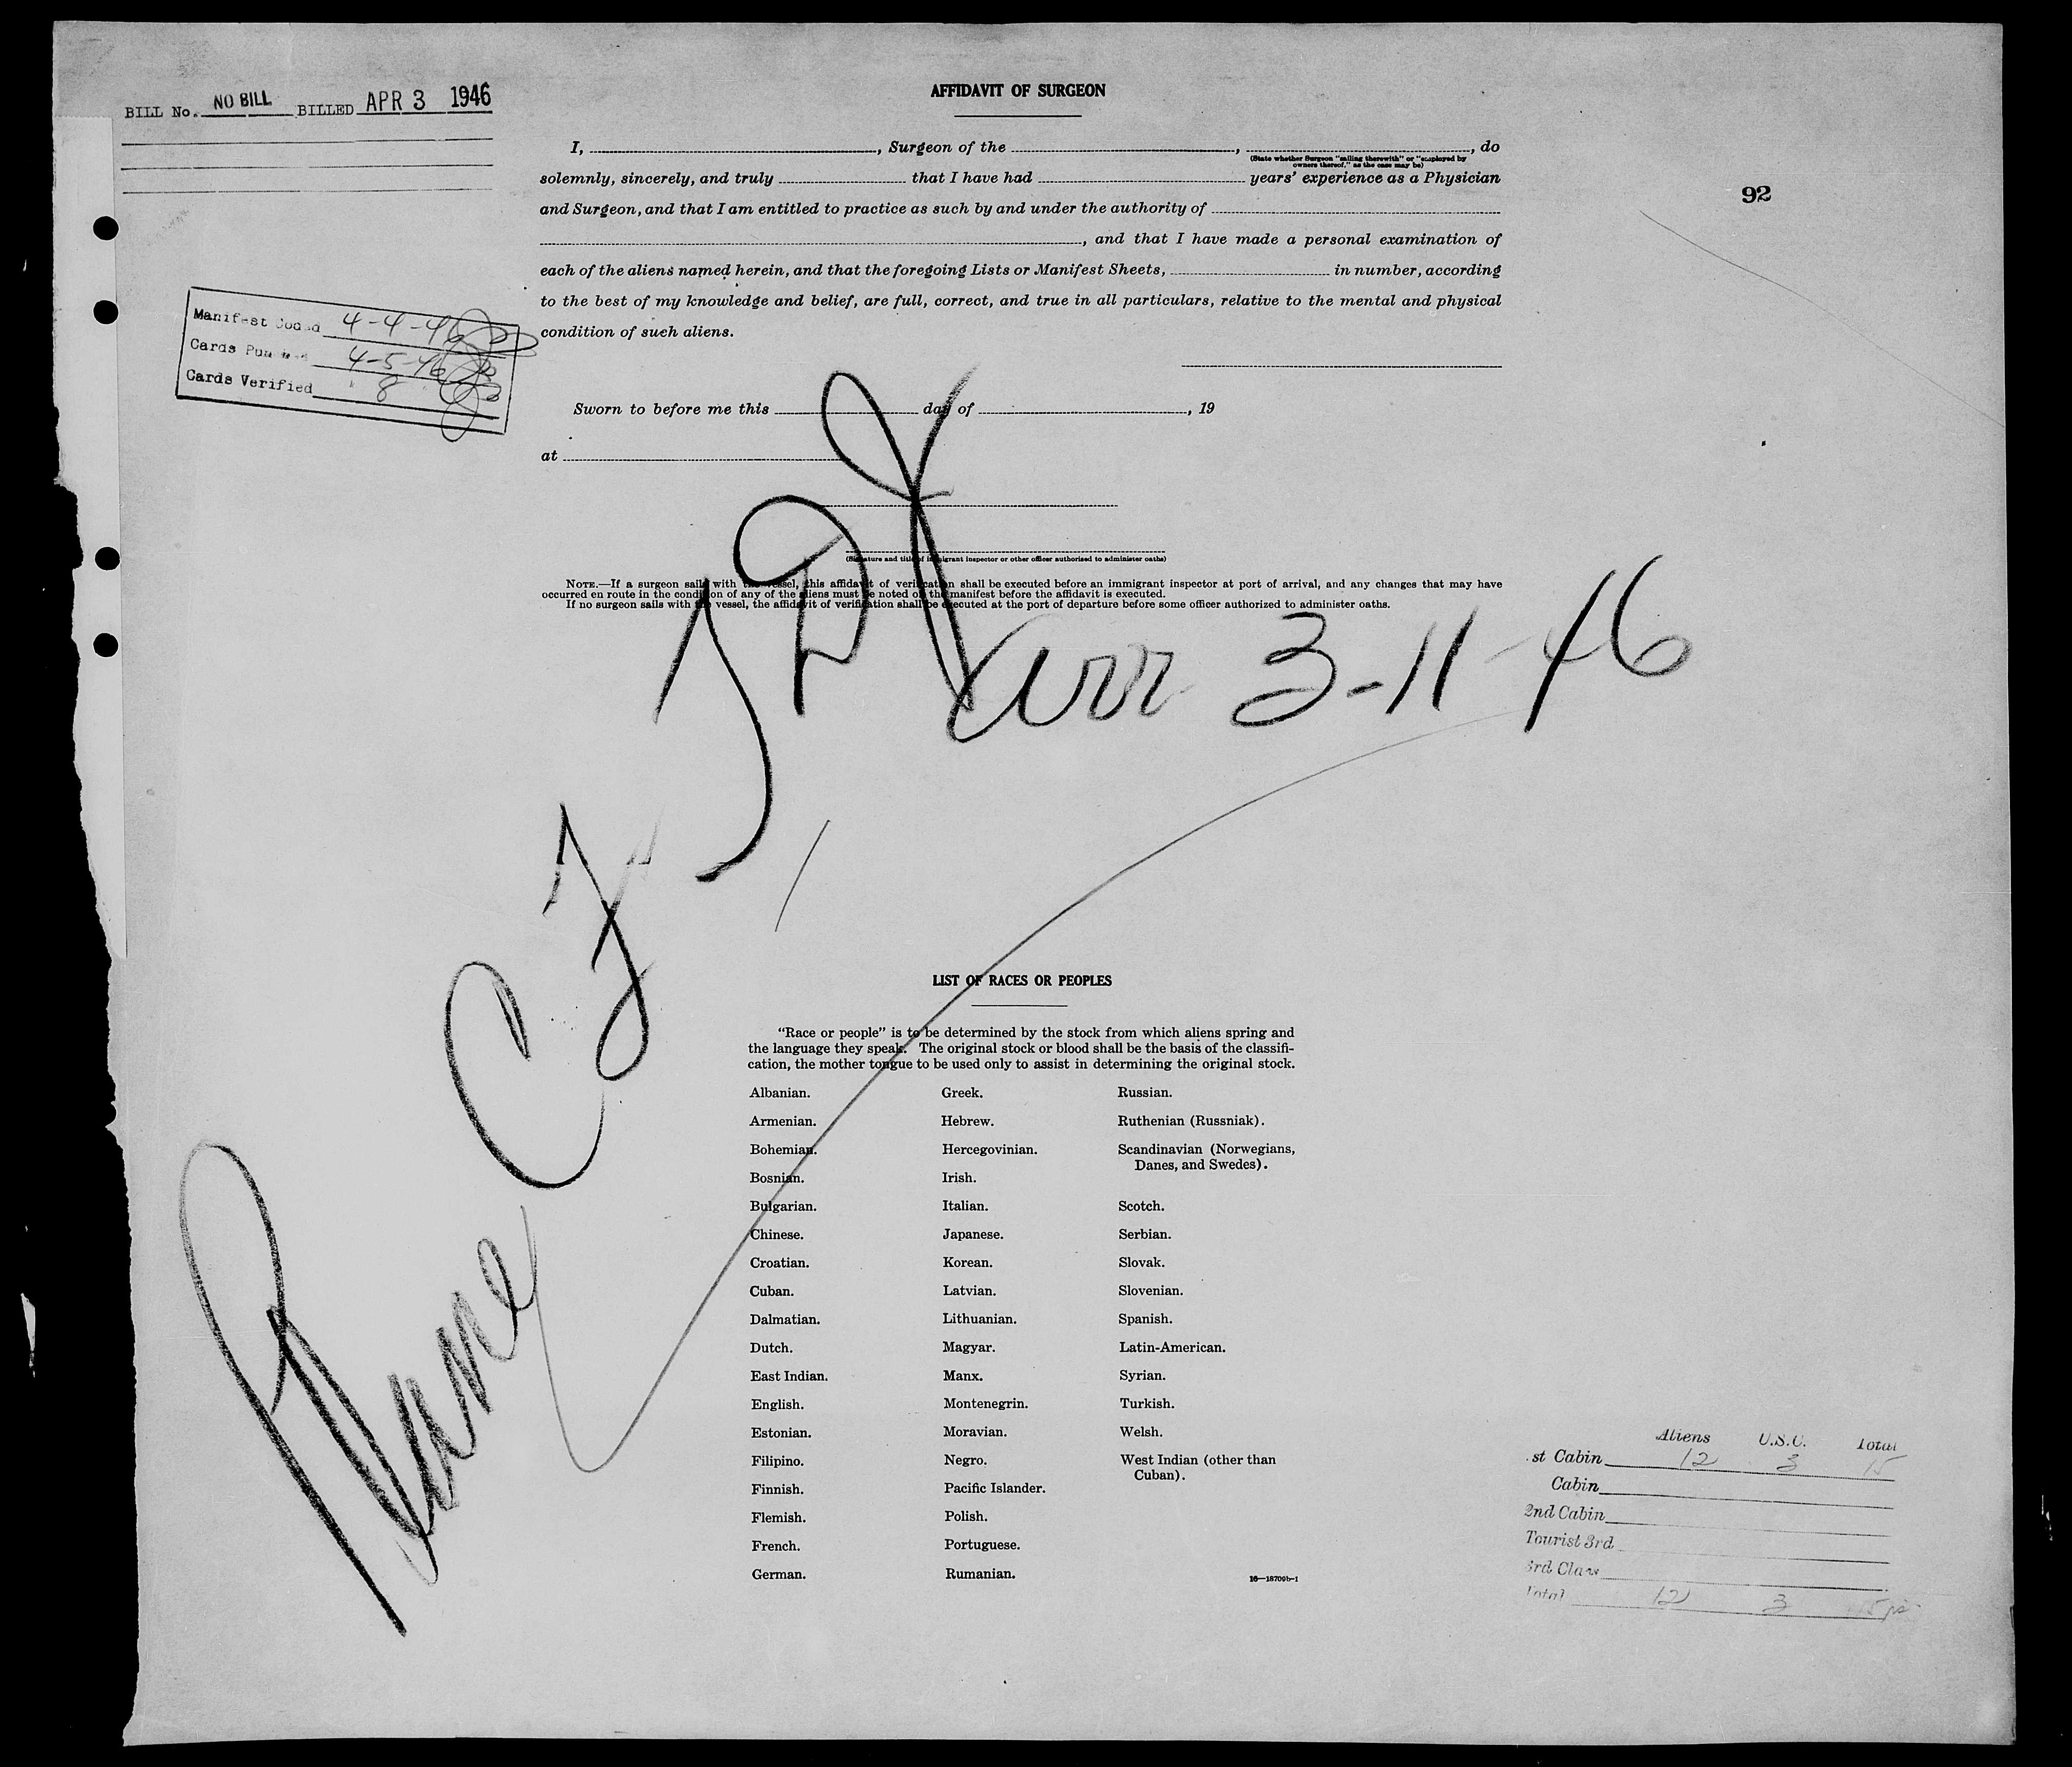 BILL No. NO BILL BILLED APR 3 1946
AFFIDAVIT OF SURGEON
I, , Surgeon of the , , do
(State whether Surgeon "sailing therewith" or "employed by
owners thereof," as the case may be)
solemnly, sincerely, and truly that I have had years' experience as a Physician
and Surgeon, and that I am entitled to practice as such by and under the authority of
, and that I have made a personal examination of
each of the aliens named herein, and that the foregoing Lists or Manifest Sheets, in number, according
to the best of my knowledge and belief, are full, correct, and true in all particulars, relative to the mental and physical
condition of such aliens.
92
Manifest Coded 4-4-46
Cards Punched 4-5-46
Cards Verified " 8 "
Sworn to before me this day of , 19
at
(Signature and title of immigrant inspector or other officer authorized to administer oaths)
NOTE.—If a surgeon sails with the vessel, this affidavit of verification shall be executed before an immigrant inspector at port of arrival, and any changes that may have
occurred en route in the condition of any of the aliens must be noted on the manifest before the affidavit is executed.
If no surgeon sails with the vessel, the affidavit of verification shall be executed at the port of departure before some officer authorized to administer oaths.
Plane
arr 3-11-46
LIST OF RACES OR PEOPLES
"Race or people" is to be determined by the stock from which aliens spring and
the language they speak. The original stock or blood shall be the basis of the classifi-
cation, the mother tongue to be used only to assist in determining the original stock.
Albanian.
Armenian.
Bohemian.
Bosnian.
Bulgarian.
Chinese.
Croatian.
Cuban.
Dalmatian.
Dutch.
East Indian.
English.
Estonian.
Filipino.
Finnish.
Flemish.
French.
German.
Greek.
Hebrew.
Hercegovinian.
Irish.
Italian.
Japanese.
Korean.
Latvian.
Lithuanian.
Magyar.
Manx.
Montenegrin.
Moravian.
Negro.
Pacific Islander.
Polish.
Portuguese.
Rumanian.
Russian.
Ruthenian (Russniak).
Scandinavian (Norwegians,
Danes, and Swedes).
Scotch.
Serbian.
Slovak.
Slovenian.
Spanish.
Latin-American.
Syrian.
Turkish.
Welsh.
West Indian (other than
Cuban).
16—18709b-1
Aliens U.S.C. Total
st Cabin 12 3 15
Cabin
2nd Cabin
Tourist 3rd
3rd Class
Total 12 3 15